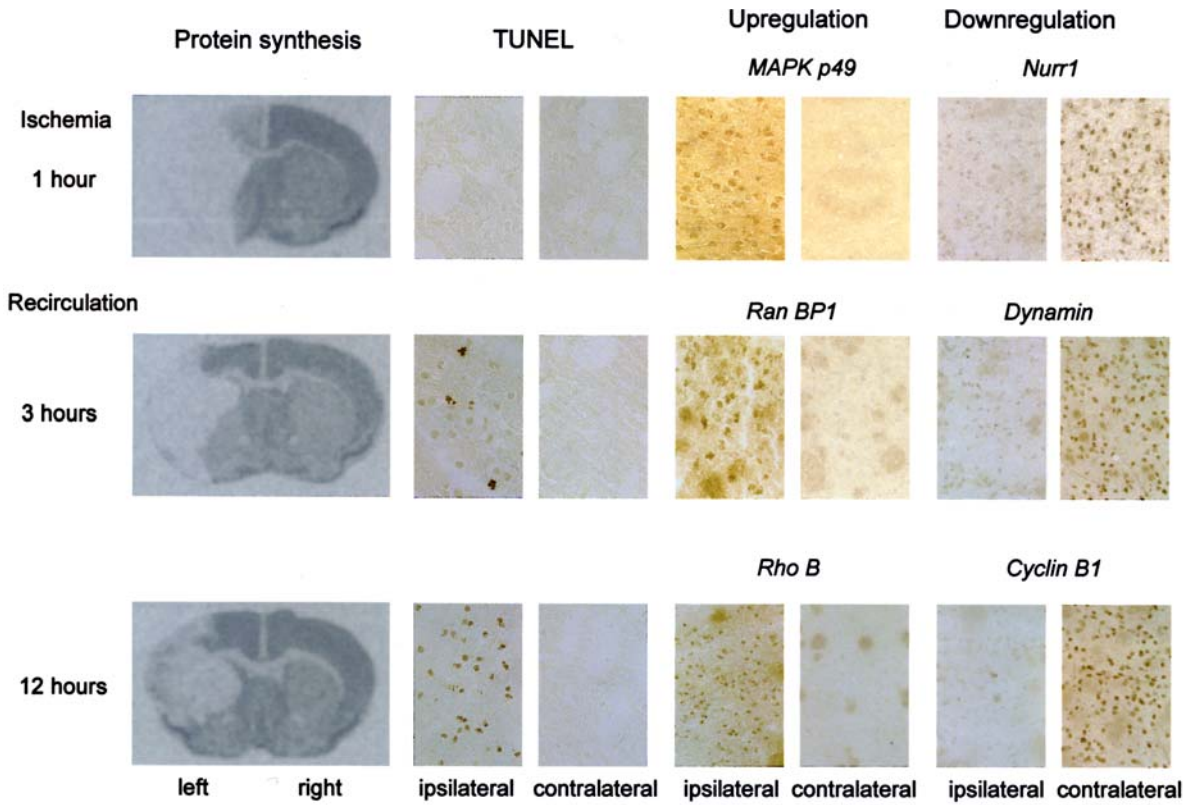 Protein synthesis TUNEL Upregulation Downregulation
MAPK p49 Nurr1
Ischemia
1 hour
Recirculation Ran BP1 Dynamin
3 hours
Rho B Cyclin B1
12 hours
left right ipsilateral contralateral ipsilateral contralateral ipsilateral contralateral